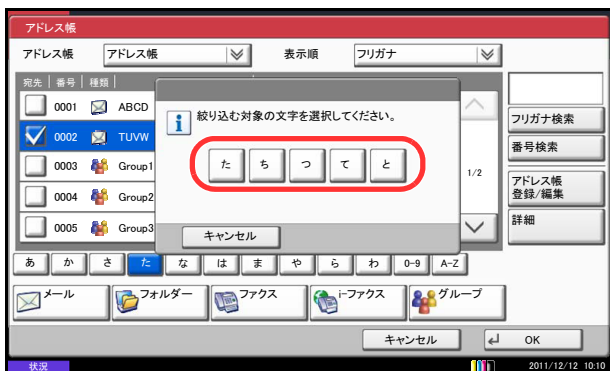 アドレス帳
アドレス帳 アドレス帳 表示順 フリガナ
宛先 番号 種類
0001 ABCD
0002 TUVW
0003 Group1
0004 Group2
0005 Group3
絞り込む対象の文字を選択してください。
た ち つ て と
キャンセル
1/2
フリガナ検索
番号検索
アドレス帳
登録/編集
詳細
あ か さ た な は ま や ら わ 0-9 A-Z
メール フォルダー ファクス i-ファクス グループ
キャンセル OK
状況 2011/12/12 10:10